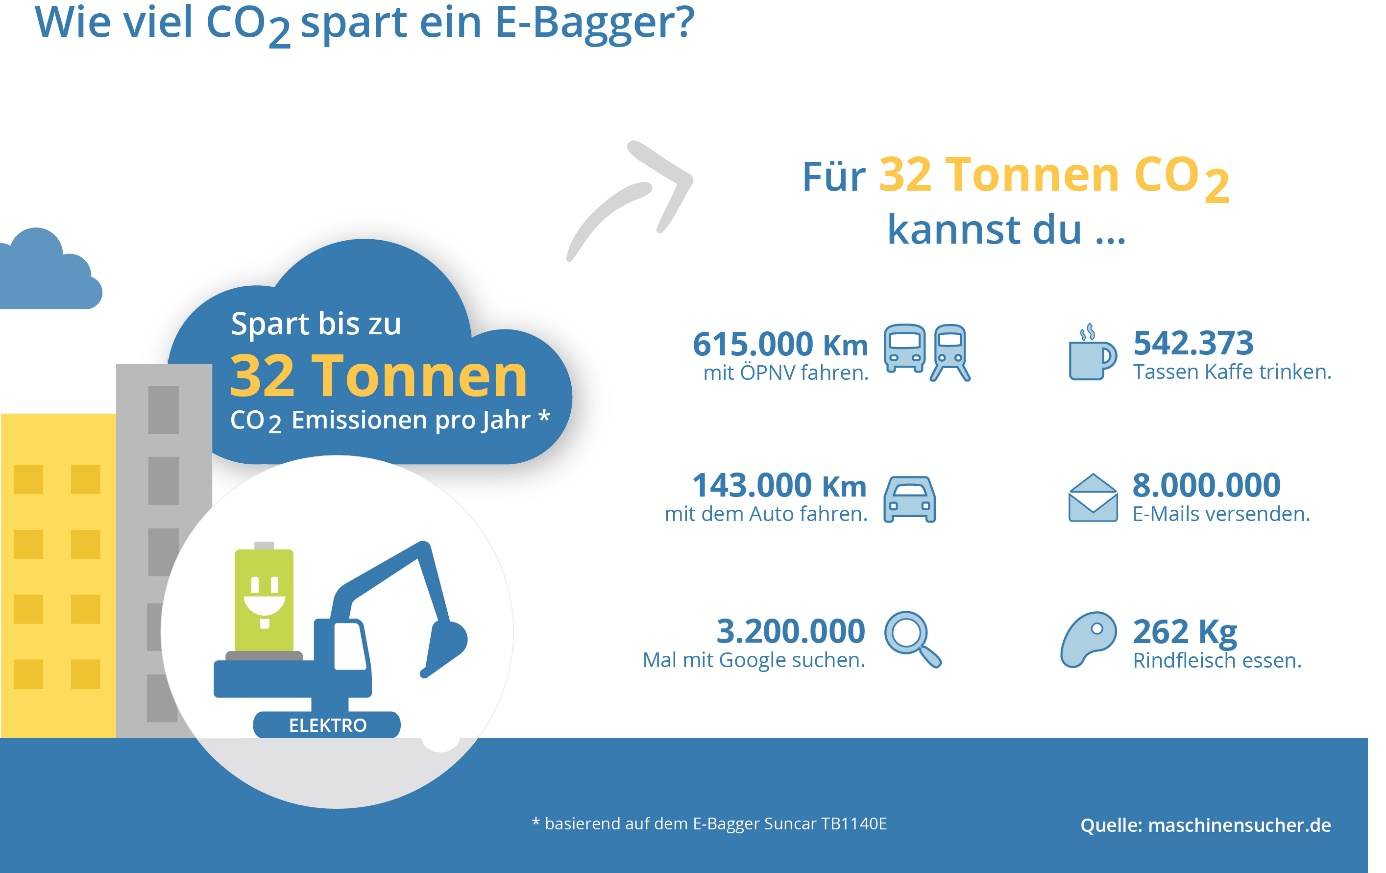 Wie viel CO2 spart ein E-Bagger?
Für 32 Tonnen CO2
kannst du ...
Spart bis zu
32 Tonnen
CO2 Emissionen pro Jahr *
615.000 Km
mit ÖPNV fahren.
542.373
Tassen Kaffe trinken.
143.000 Km
mit dem Auto fahren.
8.000.000
E-Mails versenden.
3.200.000
Mal mit Google suchen.
262 Kg
Rindfleisch essen.
ELEKTRO
* basierend auf dem E-Bagger Suncar TB1140E
Quelle: maschinensucher.de